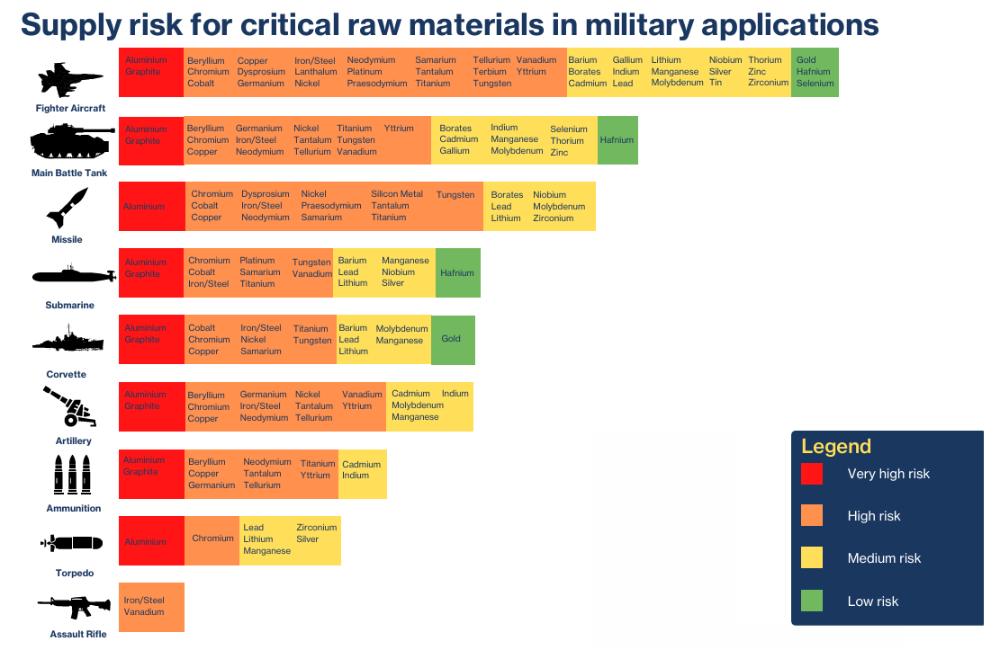 Supply risk for critical raw materials in military applications
Aluminium
Graphite
Beryllium Copper Iron/Steel Neodymium Samarium Tellurium Vanadium
Chromium Dysprosium Lanthalum Platinum Tantalum Terbium Yttrium
Cobalt Germanium Nickel Praesodymium Titanium Tungsten
Barium Gallium Lithium Niobium Thorium
Borates Indium Manganese Silver Zinc
Cadmium Lead Molybdenum Tin Zirconium
Gold
Hafnium
Selenium
Fighter Aircraft
Aluminium
Graphite
Beryllium Germanium Nickel Titanium Yttrium
Chromium Iron/Steel Tantalum Tungsten
Copper Neodymium Tellurium Vanadium
Borates Indium Selenium
Cadmium Manganese Thorium
Gallium Molybdenum Zinc
Hafnium
Main Battle Tank
Aluminium
Chromium Dysprosium Nickel Silicon Metal Tungsten
Cobalt Iron/Steel Praesodymium Tantalum
Copper Neodymium Samarium Titanium
Borates Niobium
Lead Molybdenum
Lithium Zirconium
Missile
Aluminium
Graphite
Chromium Platinum Tungsten
Cobalt Samarium Vanadium
Iron/Steel Titanium
Barium Manganese
Lead Niobium
Lithium Silver
Hafnium
Submarine
Aluminium
Graphite
Cobalt Iron/Steel Titanium
Chromium Nickel Tungsten
Copper Samarium
Barium Molybdenum
Lead Manganese
Lithium
Gold
Corvette
Aluminium
Graphite
Beryllium Germanium Nickel Vanadium
Chromium Iron/Steel Tantalum Yttrium
Copper Neodymium Tellurium
Cadmium Indium
Molybdenum
Manganese
Artillery
Aluminium
Graphite
Beryllium Neodymium Titanium
Copper Tantalum Yttrium
Germanium Tellurium
Cadmium
Indium
Ammunition
Aluminium
Chromium
Lead Zirconium
Lithium Silver
Manganese
Torpedo
Iron/Steel
Vanadium
Assault Rifle
Legend
Very high risk
High risk
Medium risk
Low risk